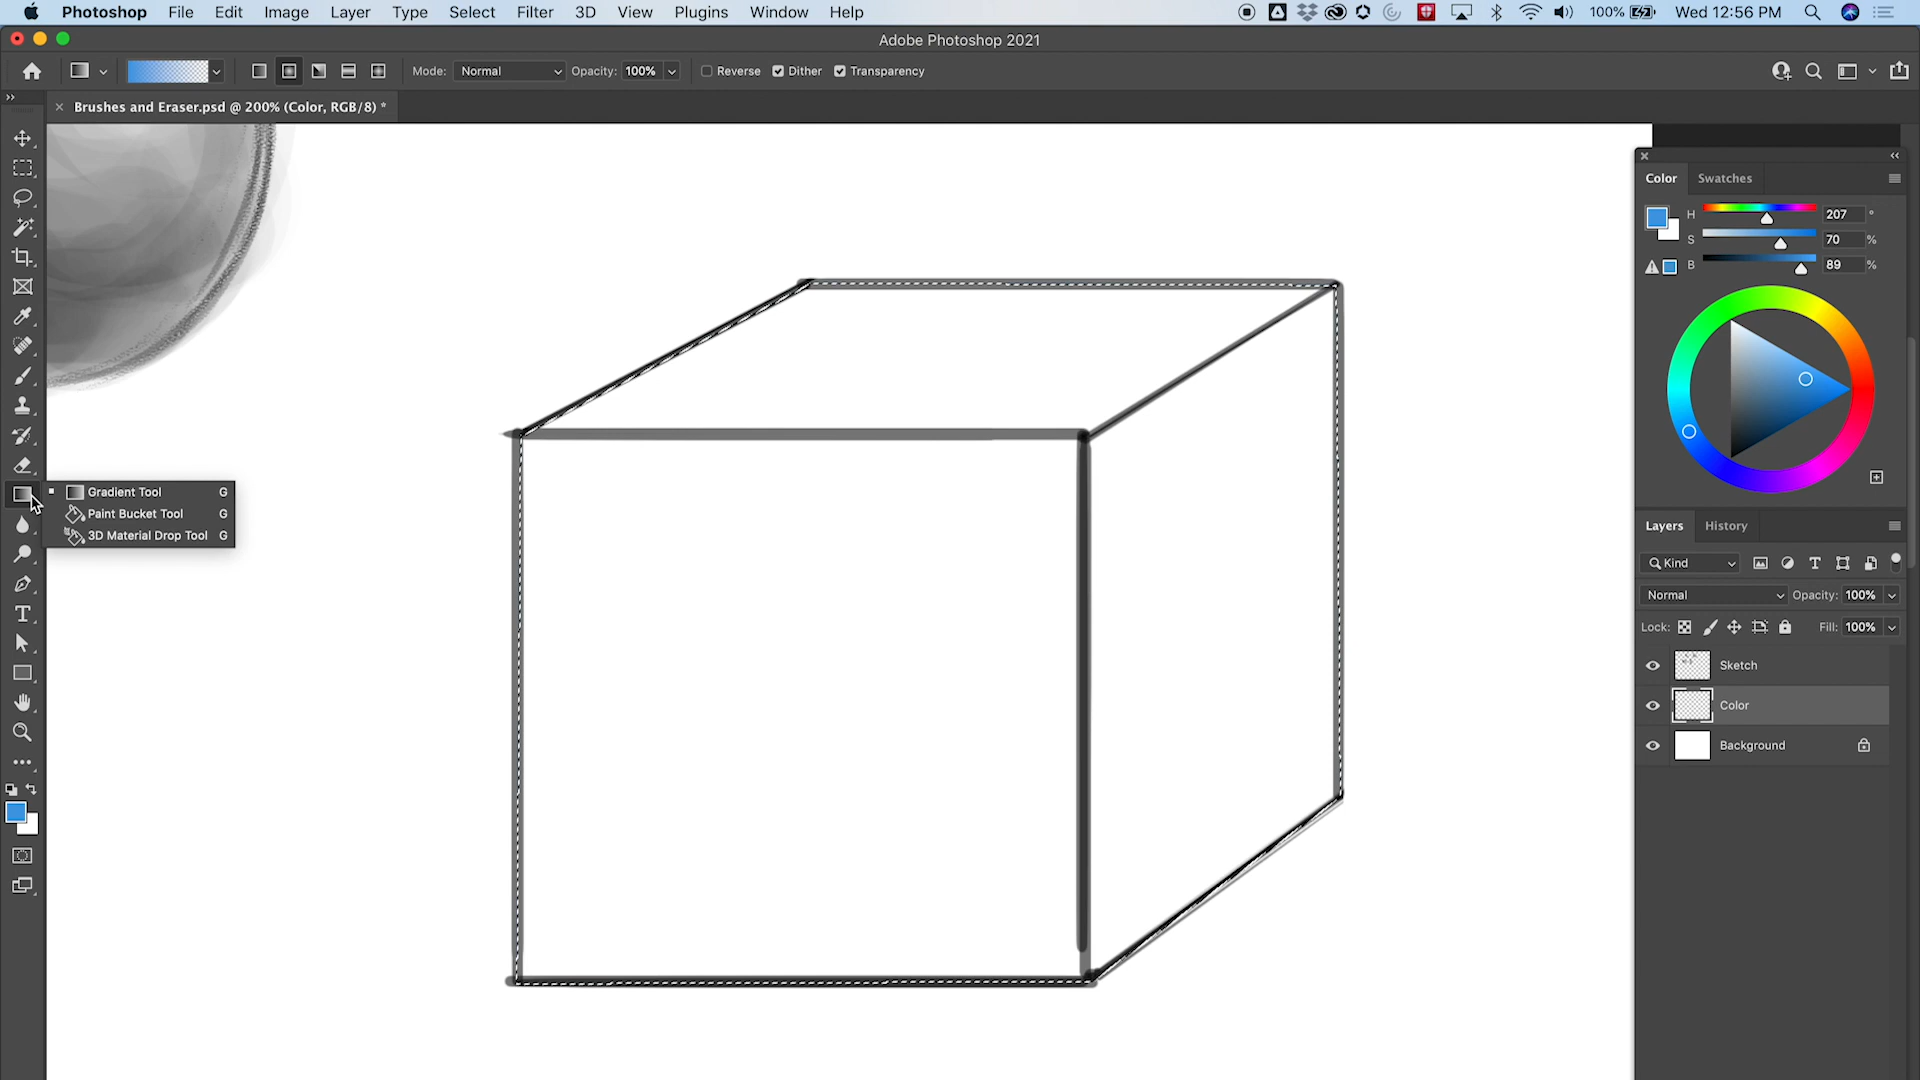 Photoshop File Edit Image Layer Type Select Filter 3D View Plugins Window Help 100% Wed 12:56 PM
Adobe Photoshop 2021
Mode: Normal Opacity: 100% Reverse Dither Transparency
Brushes and Eraser.psd @ 200% (Color, RGB/8) *
Color Swatches
H 207 °
S 70 %
B 89 %
Gradient Tool G
Paint Bucket Tool G
3D Material Drop Tool G
Layers History
Kind
Normal Opacity: 100%
Lock: Fill: 100%
Sketch
Color
Background